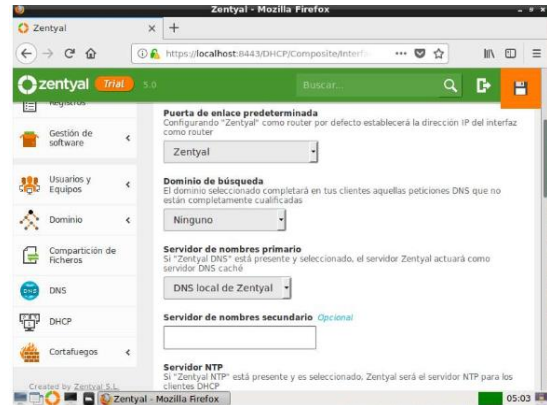 Zentyal - Mozilla Firefox
Zentyal
https://localhost:8443/DHCP/Composite/Interf
zentyal Trial 5.0
Buscar...
Registros
Gestión de software
Usuarios y Equipos
Dominio
Compartición de Ficheros
DNS
DHCP
Cortafuegos
Created by Zentyal S.L.
Puerta de enlace predeterminada
Configurando "Zentyal" como router por defecto establecerá la dirección IP del interfaz
como router
Zentyal
Dominio de búsqueda
El dominio seleccionado completará en tus clientes aquellas peticiones DNS que no
están completamente cualificadas
Ninguno
Servidor de nombres primario
Si "Zentyal DNS" está presente y seleccionado, el servidor Zentyal actuará como
servidor DNS caché
DNS local de Zentyal
Servidor de nombres secundario Opcional
Servidor NTP
Si "Zentyal NTP" está presente y es seleccionado, Zentyal será el servidor NTP para los
clientes DHCP
Zentyal - Mozilla Firefox
05:03